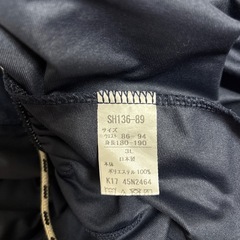 SH136-89
サイズ
ウエスト 86-94
身長180-190
3L
日本製
本体
ポリエステル100%
K17 45N2464